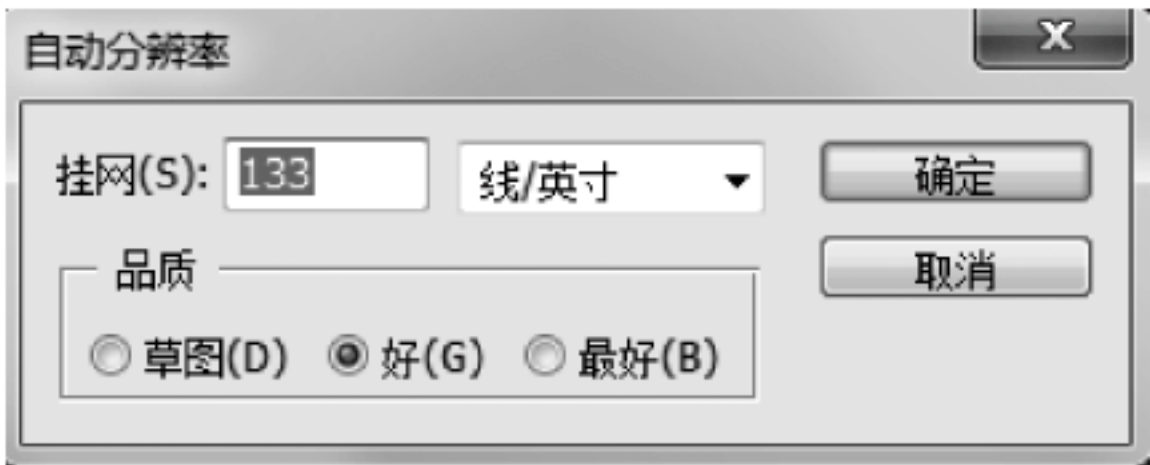 自动分辨率
挂网(S): 133 线/英寸 确定
品质 取消
草图(D) 好(G) 最好(B)